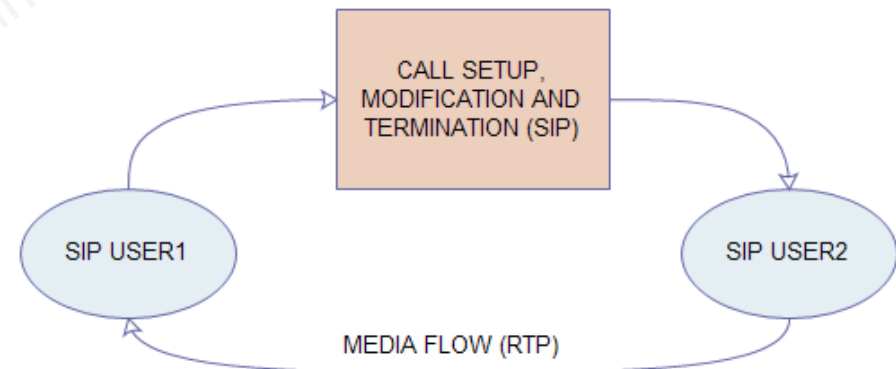 CALL SETUP,
MODIFICATION AND
TERMINATION (SIP)
SIP USER1
SIP USER2
MEDIA FLOW (RTP)